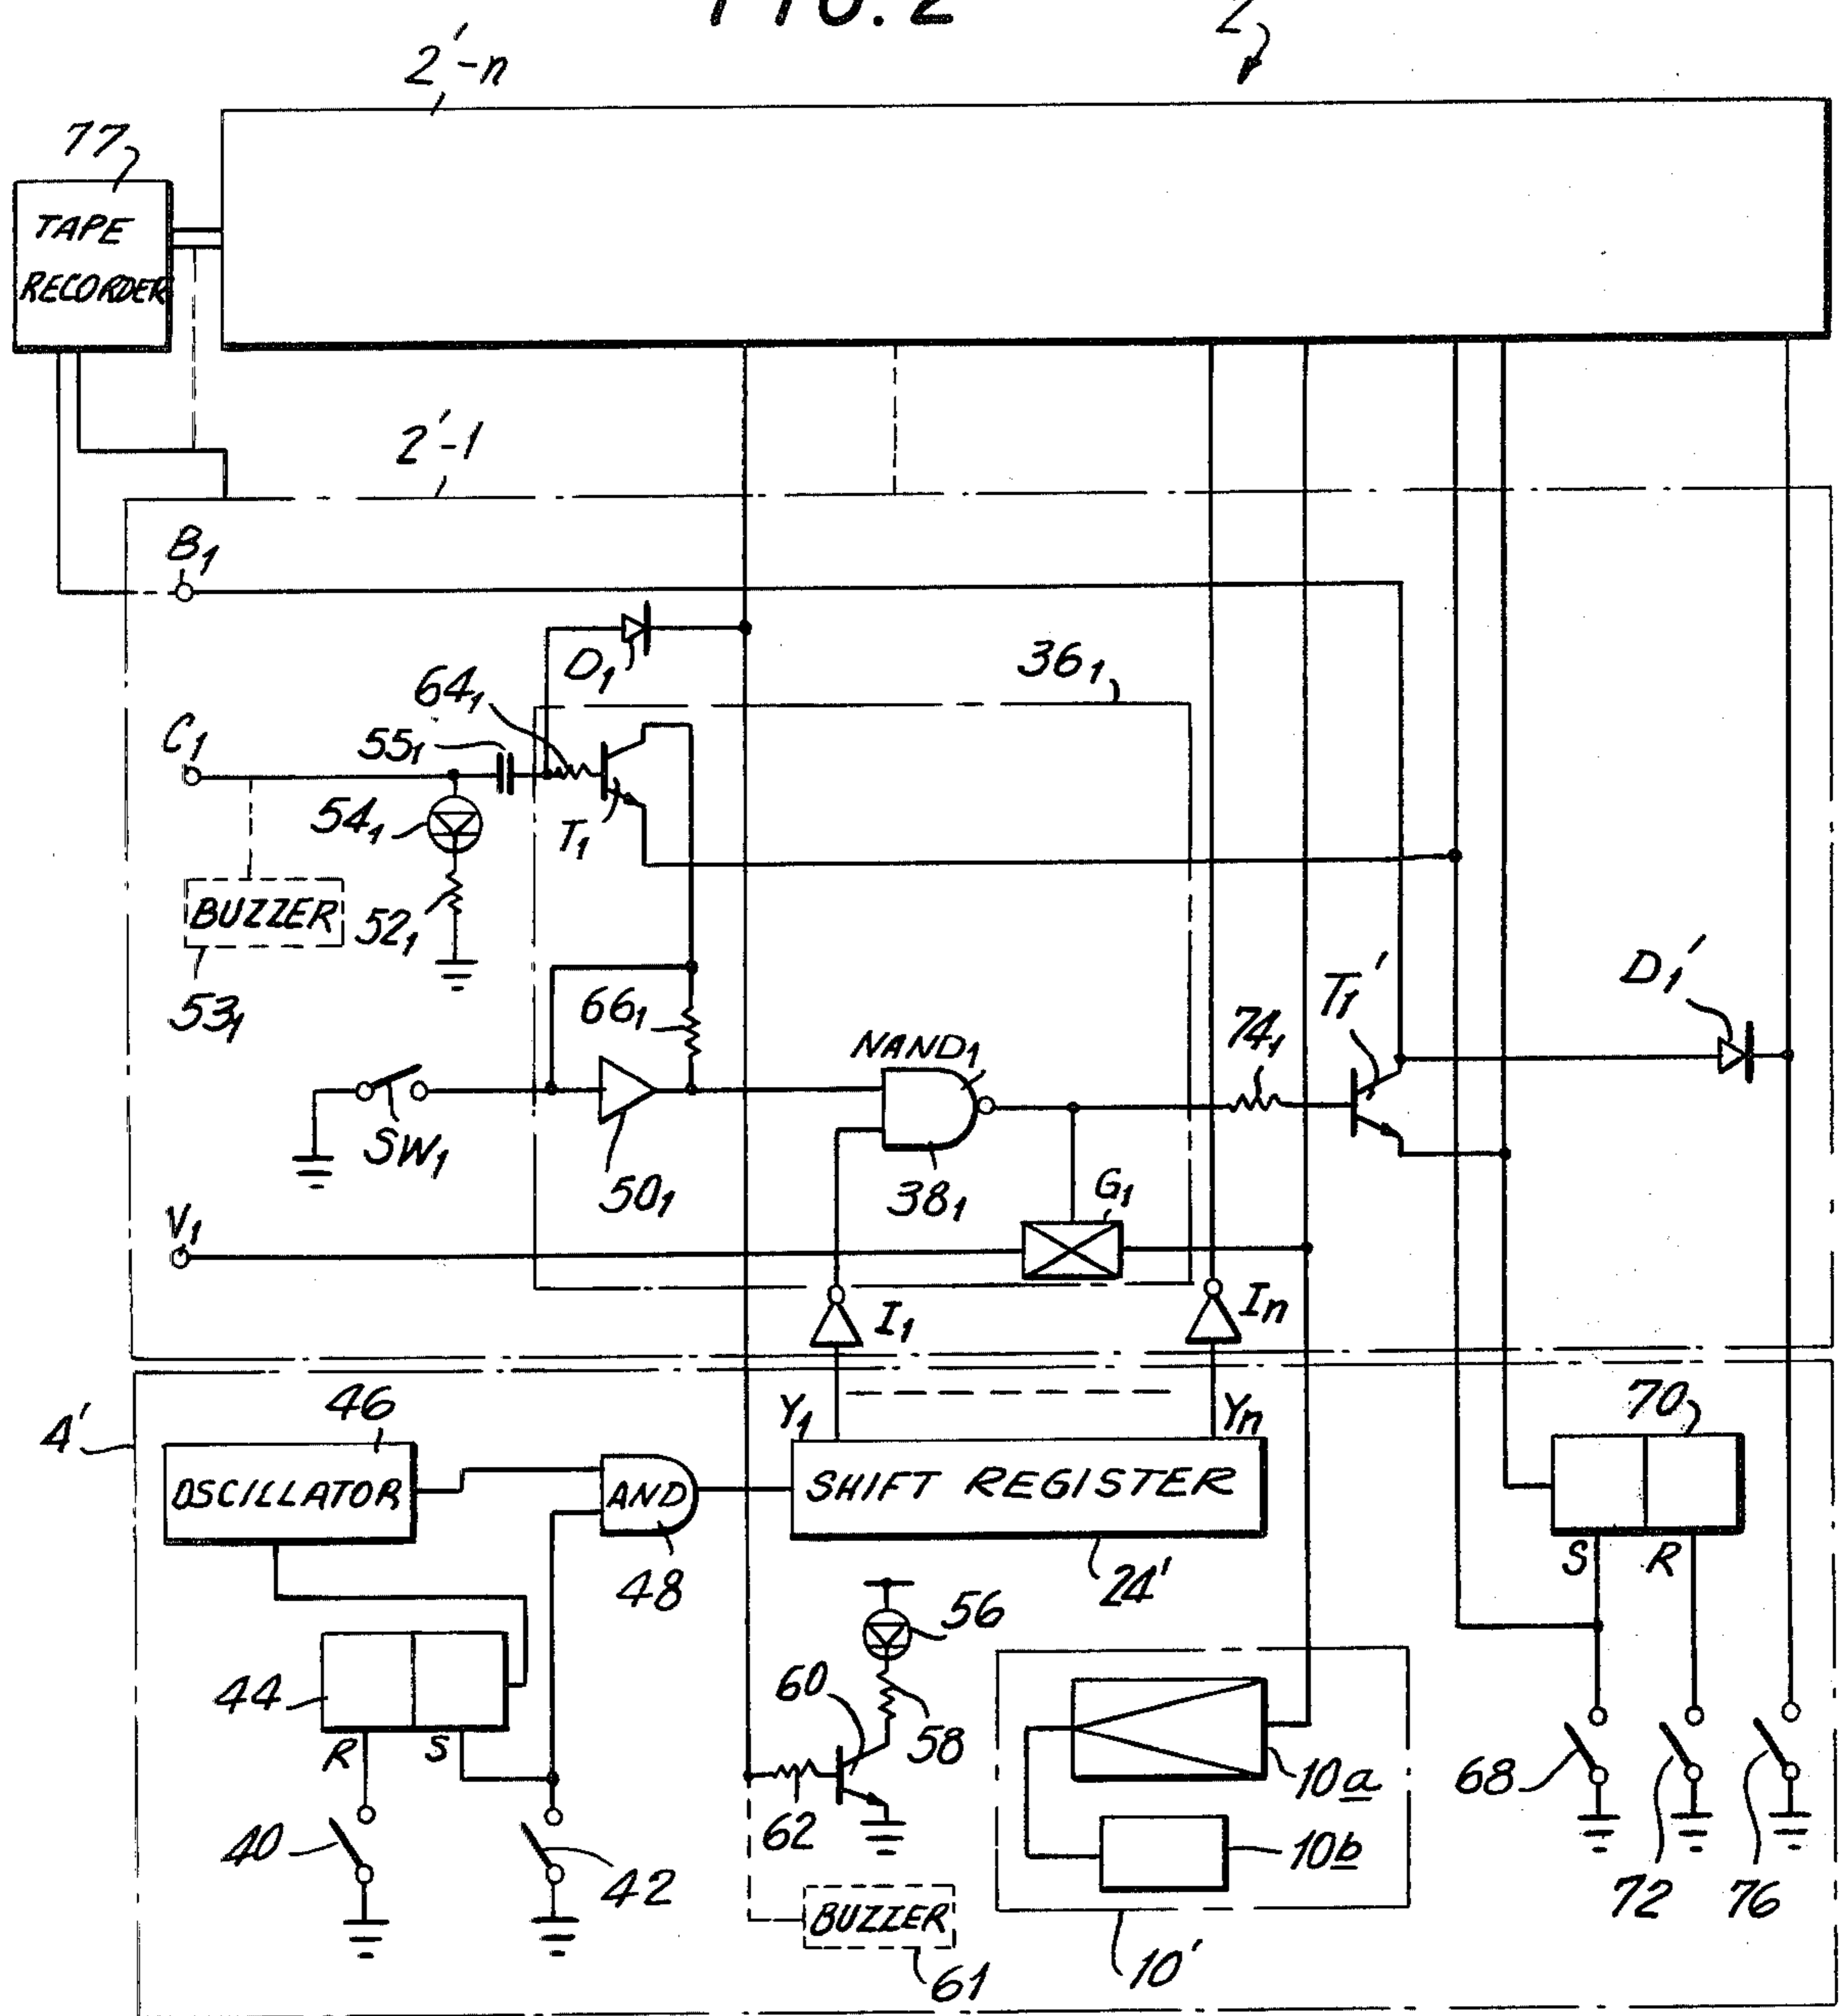 FIG. 2
2
2'-n
77
TAPE
RECORDER
2'-1
B₁
D₁
36₁
64₁
C₁
55₁
54₁
T₁
BUZZER
52₁
53₁
66₁
NAND₁
74₁
T₁'
D₁'
SW₁
50₁
38₁
G₁
V₁
I₁
In
4'
46
Y₁
Yn
70
OSCILLATOR
AND
SHIFT REGISTER
48
24'
S
R
56
44
60
58
R
S
62
10a
68
40
42
10b
72
76
BUZZER
61
10'